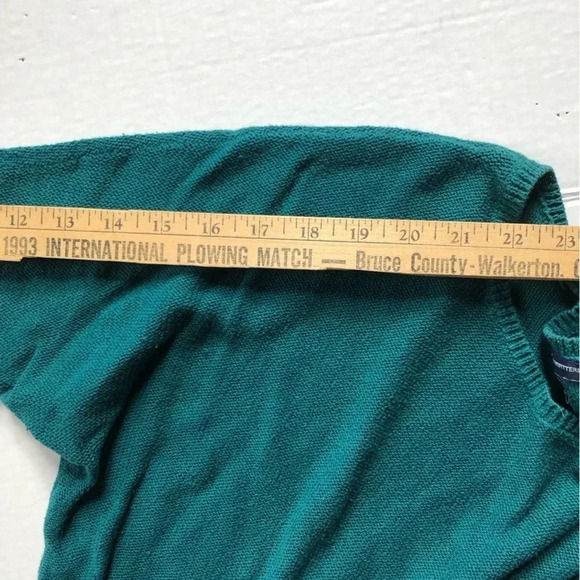 12 13 14 15 16 17 18 19 20 21 22 23
1993 INTERNATIONAL PLOWING MATCH — Bruce County-Walkerton.